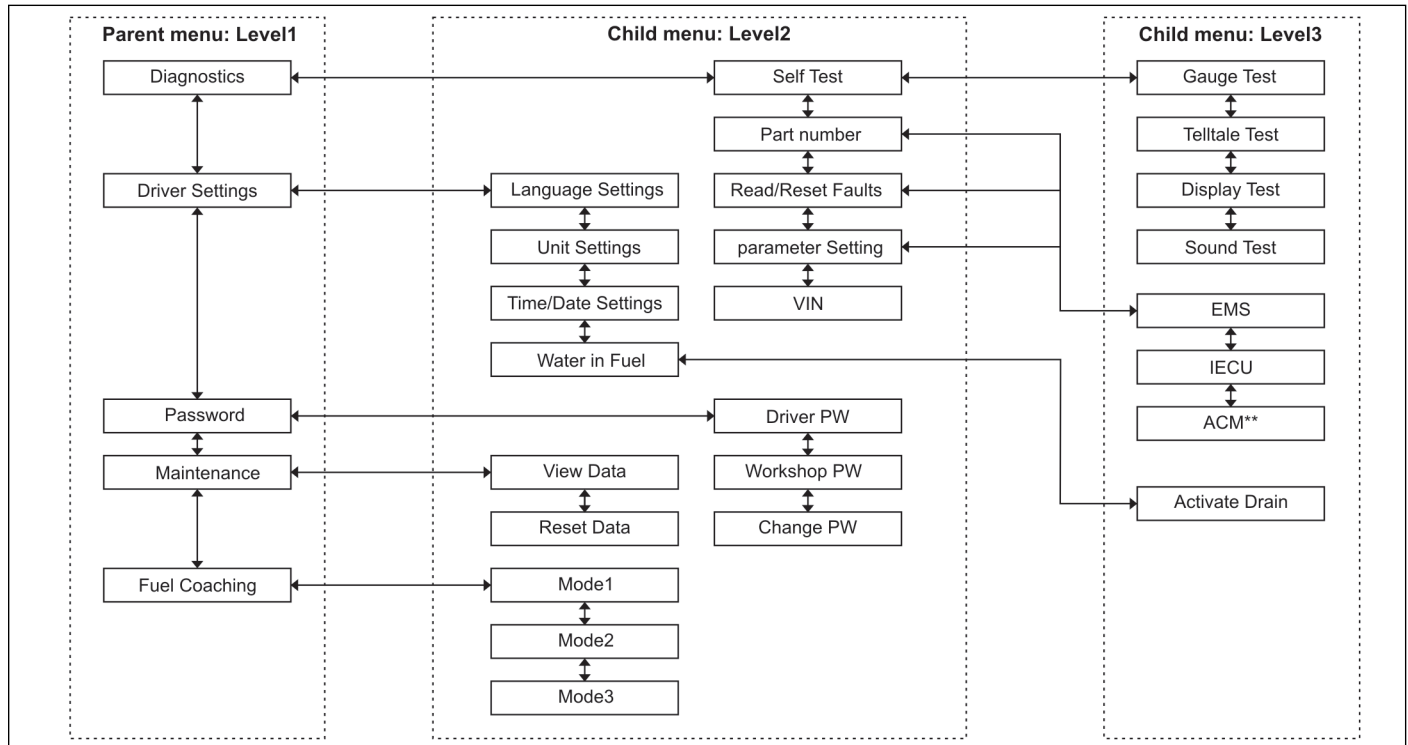 Parent menu: Level1
Child menu: Level2
Child menu: Level3
Diagnostics
Self Test
Gauge Test
Part number
Telltale Test
Driver Settings
Language Settings
Read/Reset Faults
Display Test
Unit Settings
parameter Setting
Sound Test
Time/Date Settings
VIN
EMS
Water in Fuel
IECU
Password
Driver PW
ACM**
Maintenance
View Data
Workshop PW
Activate Drain
Reset Data
Change PW
Fuel Coaching
Mode1
Mode2
Mode3